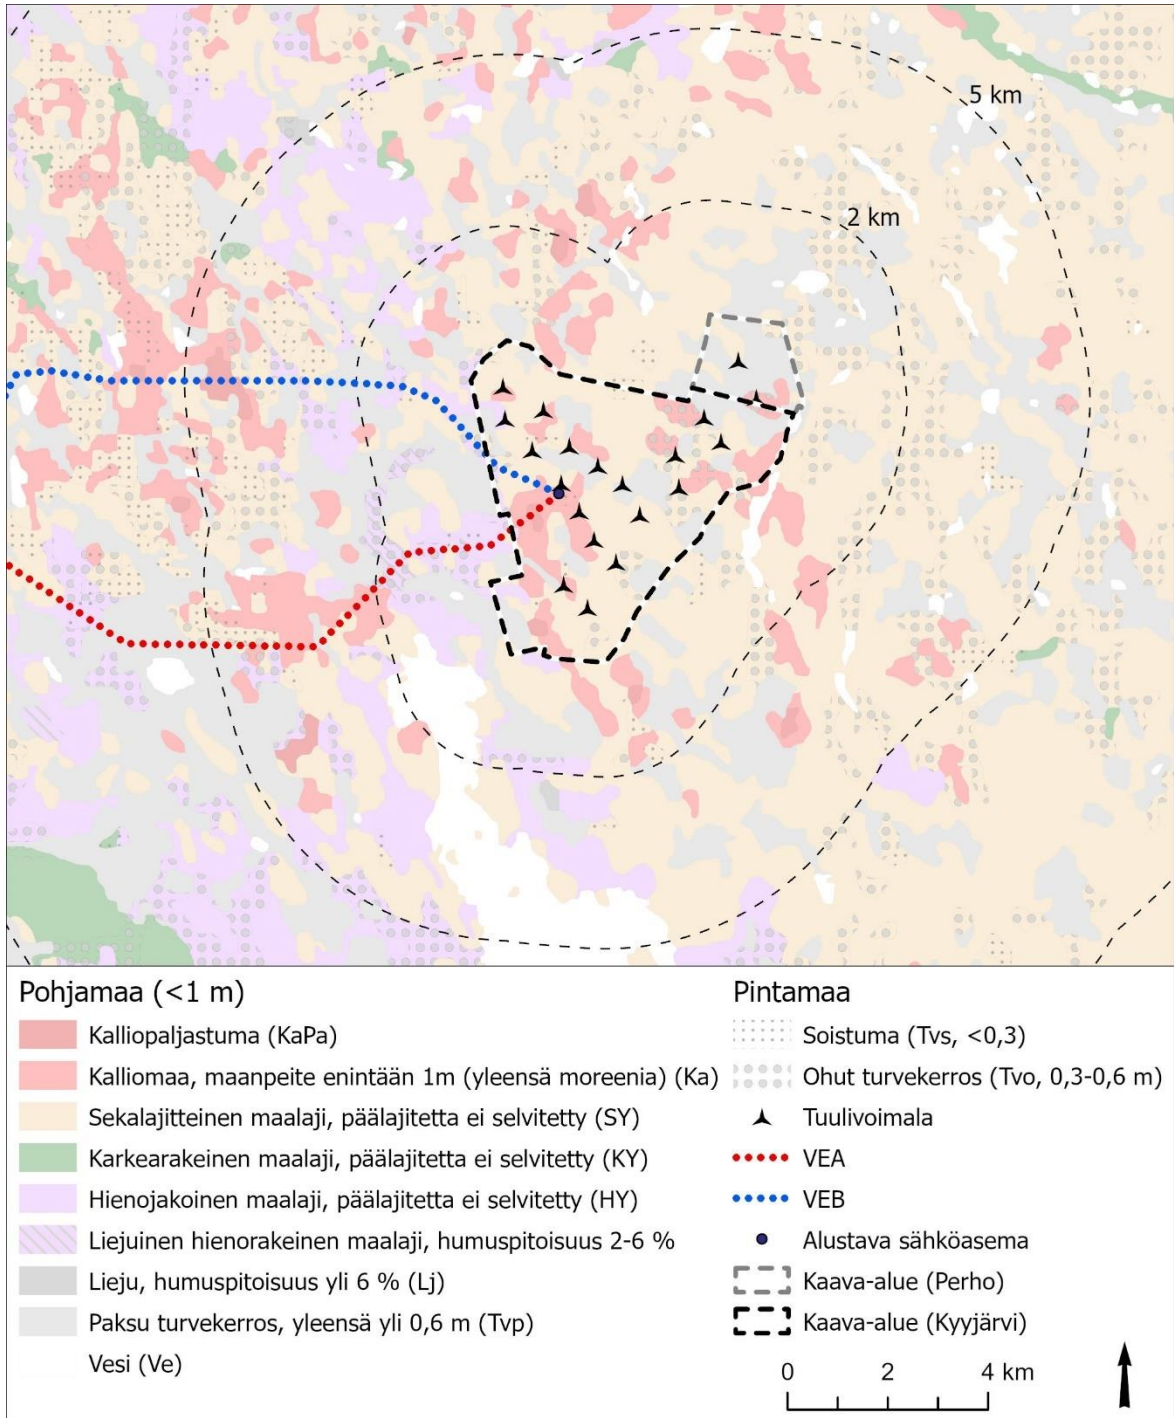 5 km
2 km
Pohjamaa (<1 m)
Kalliopaljastuma (KaPa)
Kalliomaa, maanpeite enintään 1m (yleensä moreenia) (Ka)
Sekalajitteinen maalaji, päälajitetta ei selvitetty (SY)
Karkearakeinen maalaji, päälajitetta ei selvitetty (KY)
Hienojakoinen maalaji, päälajitetta ei selvitetty (HY)
Liejuinen hienorakeinen maalaji, humuspitoisuus 2-6 %
Lieju, humuspitoisuus yli 6 % (Lj)
Paksu turvekerros, yleensä yli 0,6 m (Tvp)
Vesi (Ve)
Pintamaa
Soistuma (Tvs, <0,3)
Ohut turvekerros (Tvo, 0,3-0,6 m)
Tuulivoimala
VEA
VEB
Alustava sähköasema
Kaava-alue (Perho)
Kaava-alue (Kyyjärvi)
0 2 4 km